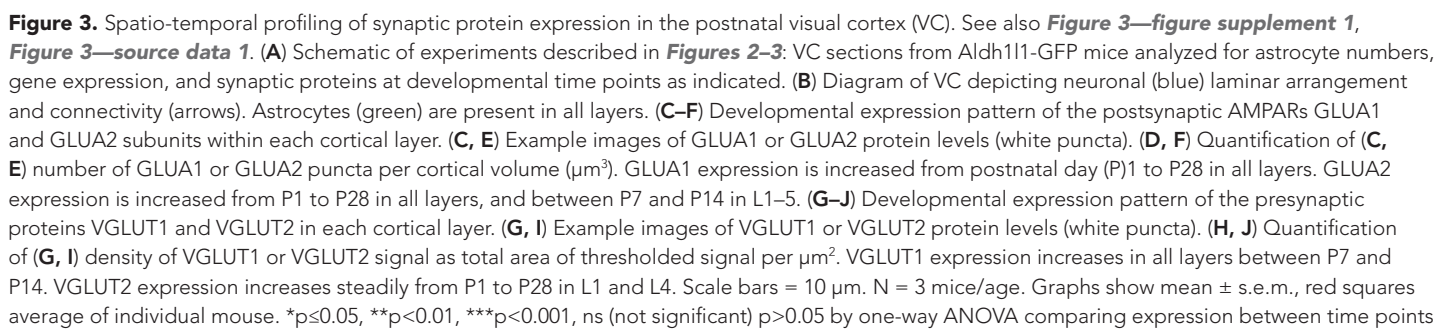 Figure 3. Spatio-temporal profiling of synaptic protein expression in the postnatal visual cortex (VC). See also Figure 3—figure supplement 1,
Figure 3—source data 1. (A) Schematic of experiments described in Figures 2–3: VC sections from Aldh1l1-GFP mice analyzed for astrocyte numbers,
gene expression, and synaptic proteins at developmental time points as indicated. (B) Diagram of VC depicting neuronal (blue) laminar arrangement
and connectivity (arrows). Astrocytes (green) are present in all layers. (C–F) Developmental expression pattern of the postsynaptic AMPARs GLUA1
and GLUA2 subunits within each cortical layer. (C, E) Example images of GLUA1 or GLUA2 protein levels (white puncta). (D, F) Quantification of (C,
E) number of GLUA1 or GLUA2 puncta per cortical volume (µm³). GLUA1 expression is increased from postnatal day (P)1 to P28 in all layers. GLUA2
expression is increased from P1 to P28 in all layers, and between P7 and P14 in L1–5. (G–J) Developmental expression pattern of the presynaptic
proteins VGLUT1 and VGLUT2 in each cortical layer. (G, I) Example images of VGLUT1 or VGLUT2 protein levels (white puncta). (H, J) Quantification
of (G, I) density of VGLUT1 or VGLUT2 signal as total area of thresholded signal per µm². VGLUT1 expression increases in all layers between P7 and
P14. VGLUT2 expression increases steadily from P1 to P28 in L1 and L4. Scale bars = 10 µm. N = 3 mice/age. Graphs show mean ± s.e.m., red squares
average of individual mouse. *p≤0.05, **p<0.01, ***p<0.001, ns (not significant) p>0.05 by one-way ANOVA comparing expression between time points